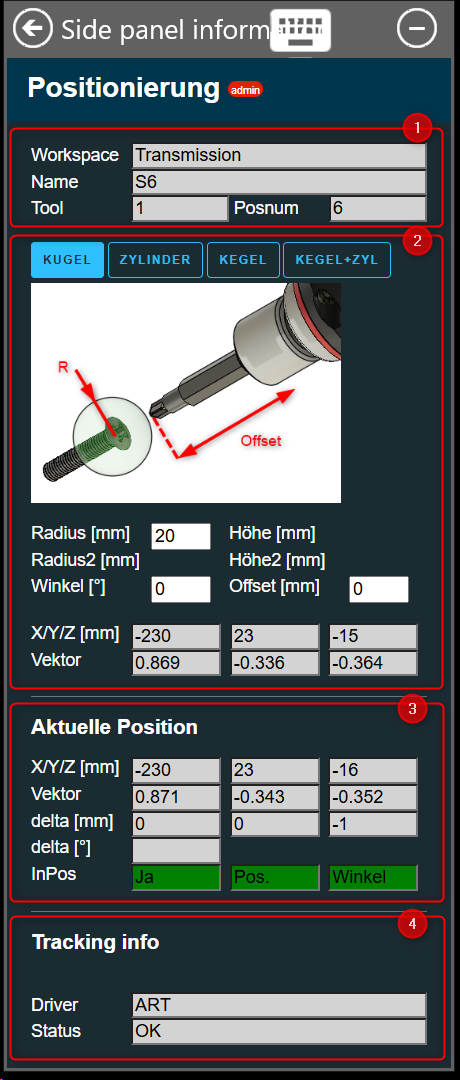 Side panel inform
Positionierung admin
1
Workspace Transmission
Name S6
Tool 1 Posnum 6
2
KUGEL ZYLINDER KEGEL KEGEL+ZYL
R
Offset
Radius [mm] 20 Höhe [mm]
Radius2 [mm] Höhe2 [mm]
Winkel [°] 0 Offset [mm] 0
X/Y/Z [mm] -230 23 -15
Vektor 0.869 -0.336 -0.364
3
Aktuelle Position
X/Y/Z [mm] -230 23 -16
Vektor 0.871 -0.343 -0.352
delta [mm] 0 0 -1
delta [°]
InPos Ja Pos. Winkel
4
Tracking info
Driver ART
Status OK